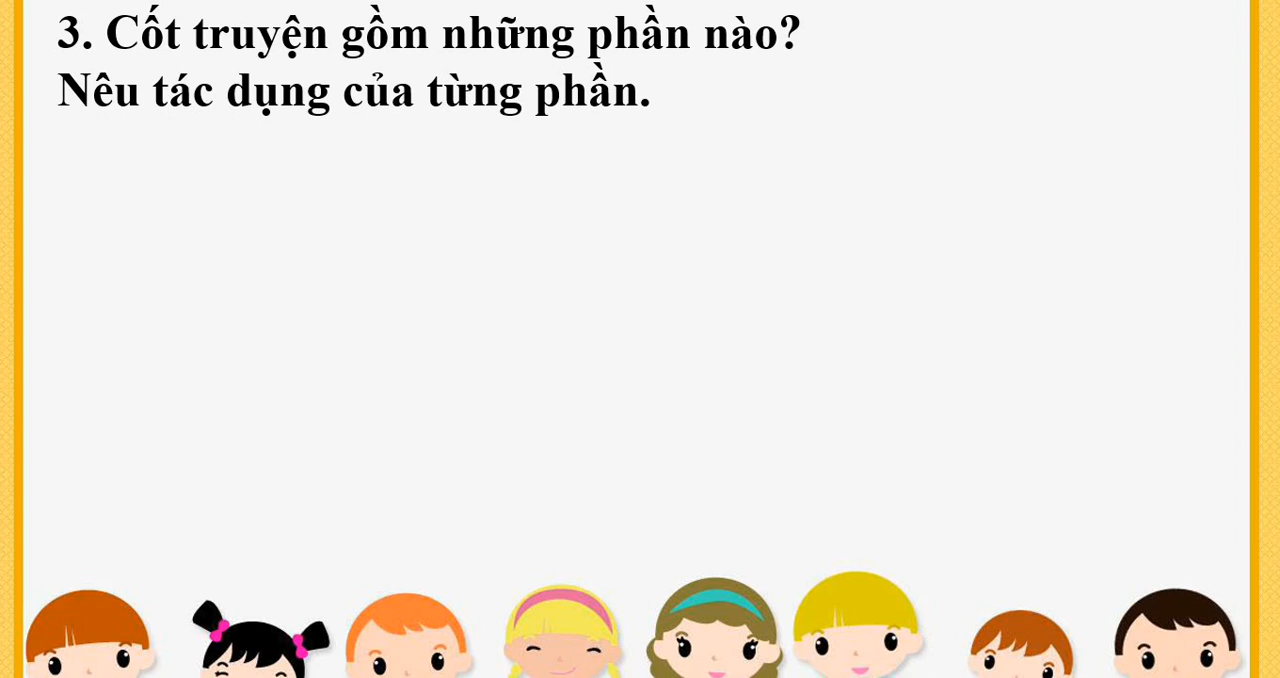 3. Cốt truyện gồm những phần nào?
Nêu tác dụng của từng phần.